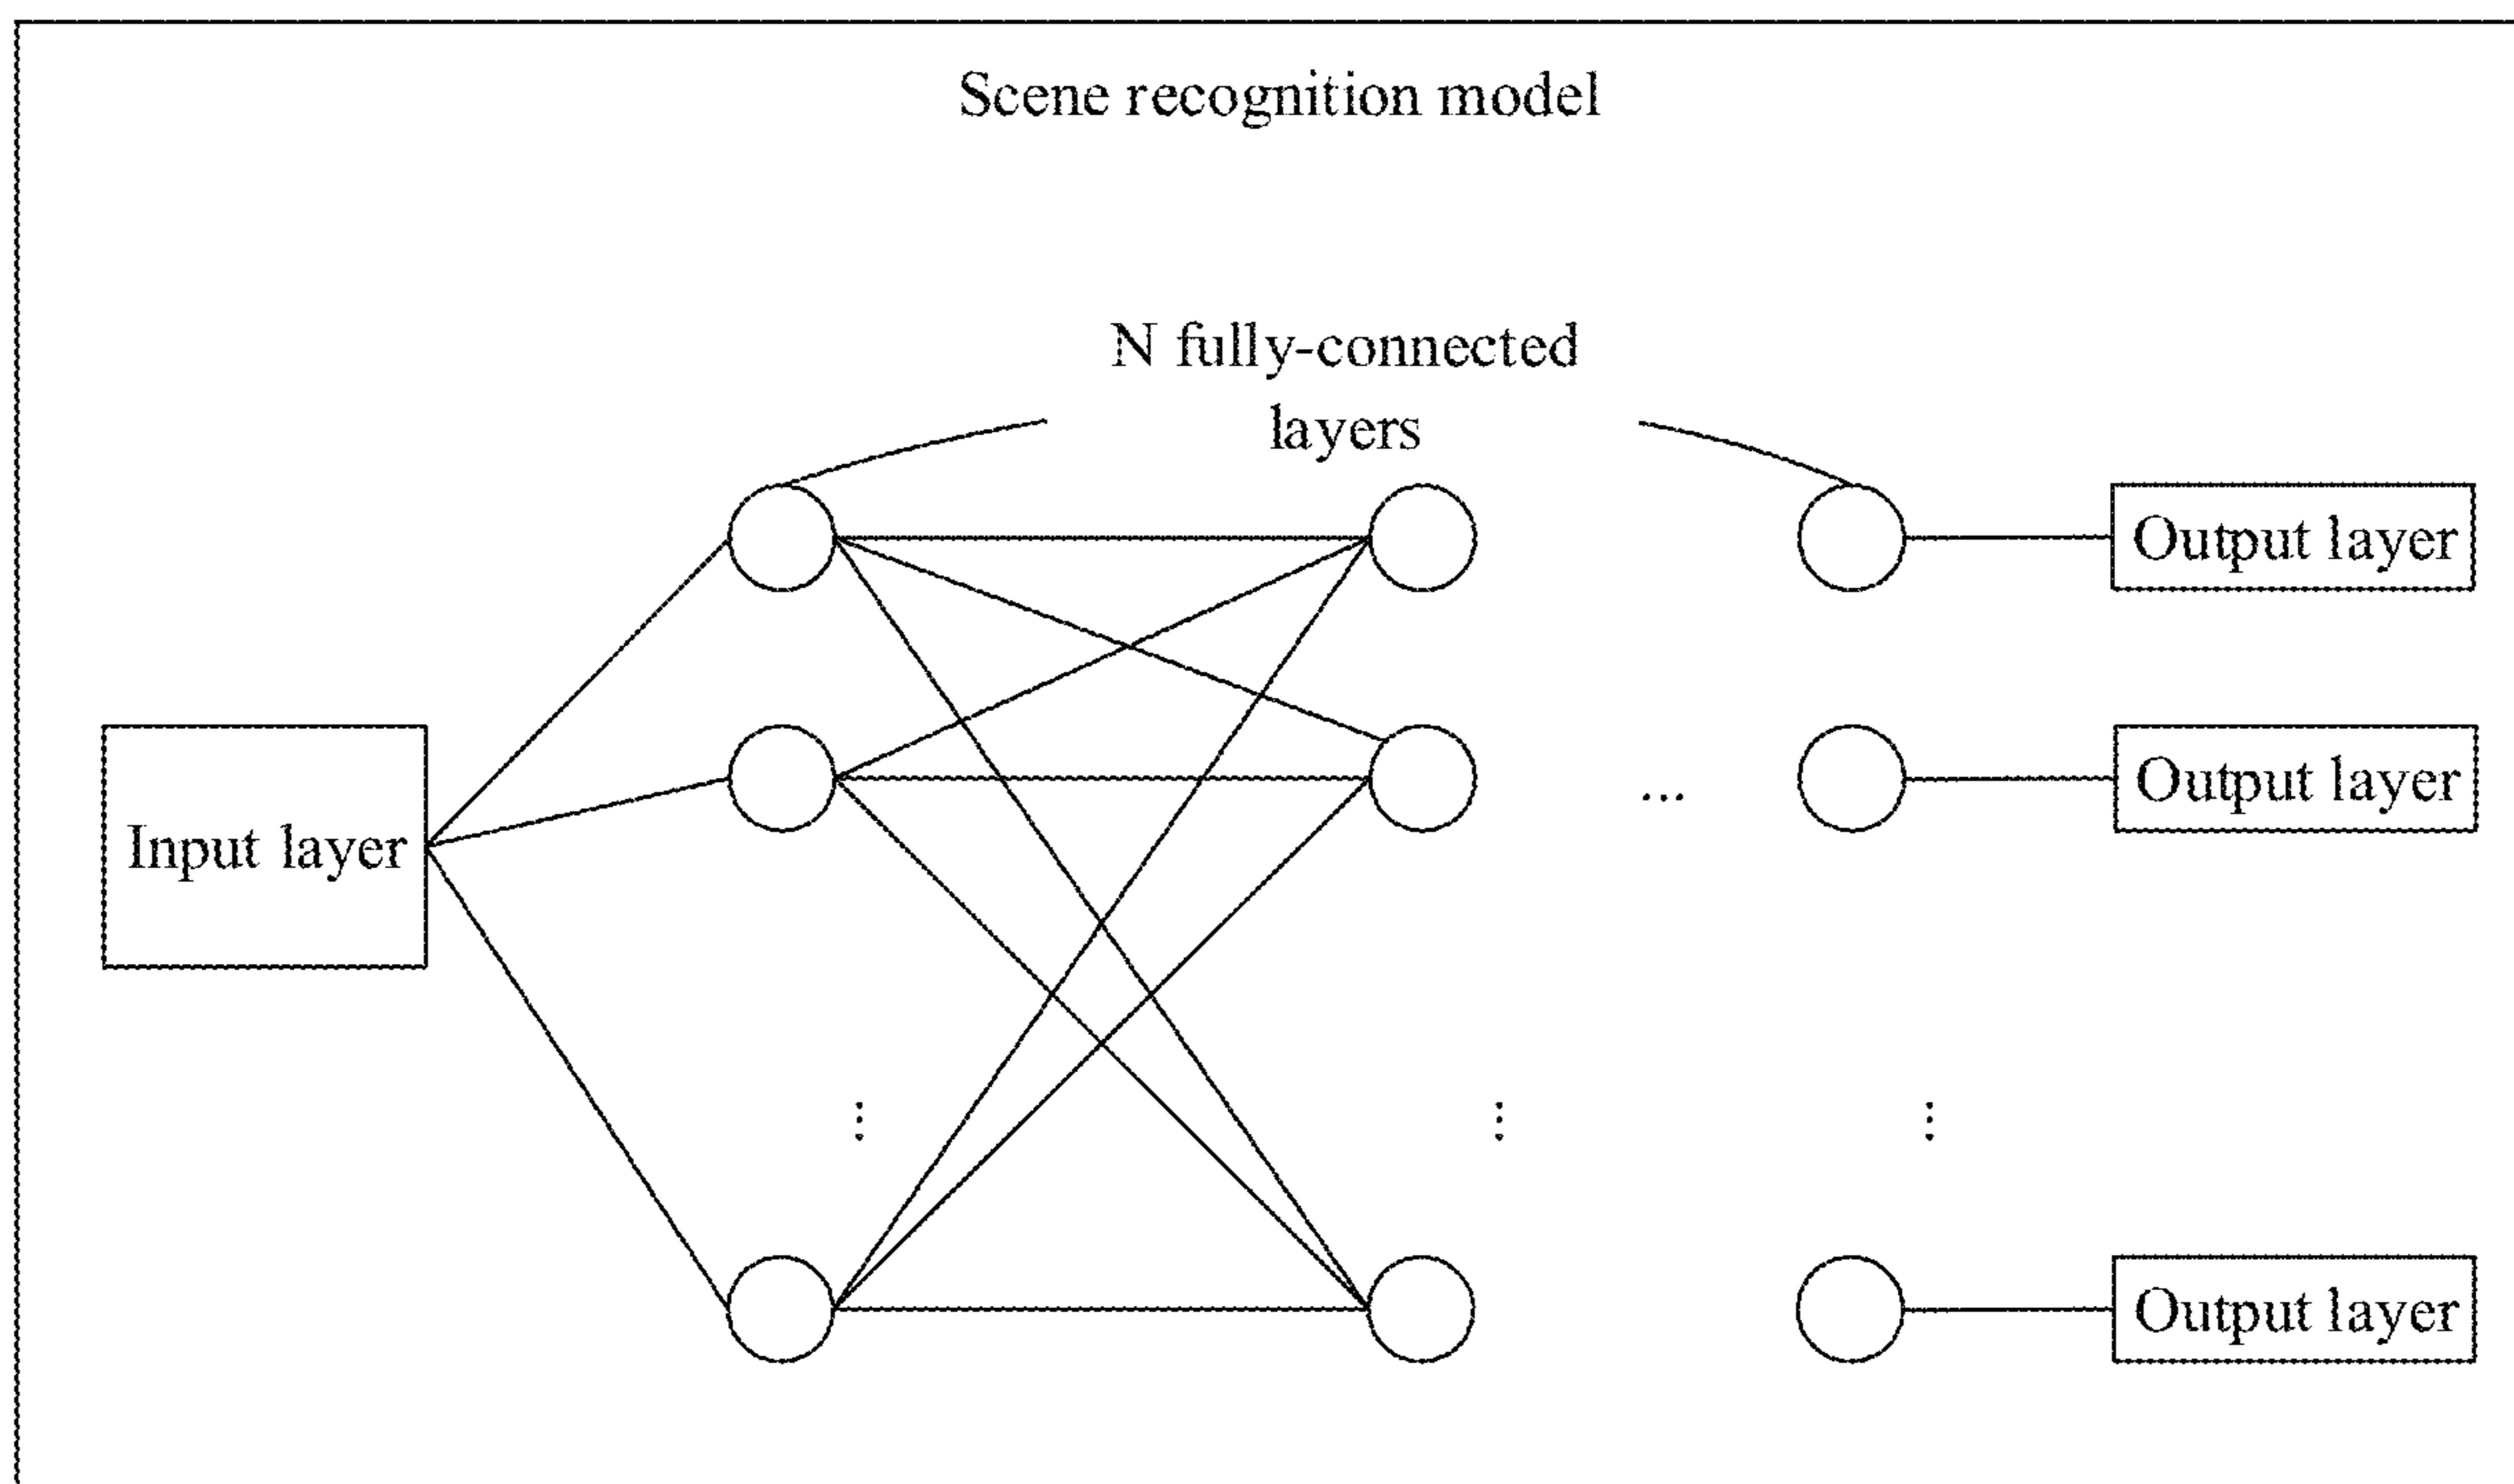 Scene recognition model
N fully-connected
layers
Output layer
Output layer
...
Input layer
Output layer